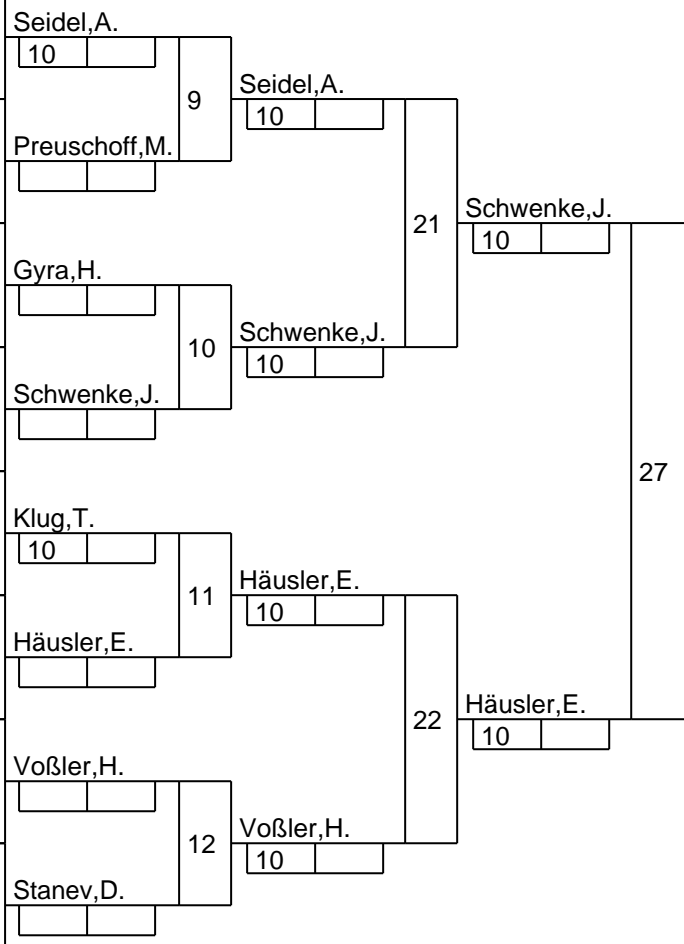 Seidel,A.
10
9
Seidel,A.
10
Preuschoff,M.
21
Schwenke,J.
10
Gyra,H.
10
Schwenke,J.
10
Schwenke,J.
27
Klug,T.
10
11
Häusler,E.
10
Häusler,E.
22
Häusler,E.
10
Voßler,H.
12
Voßler,H.
10
Stanev,D.